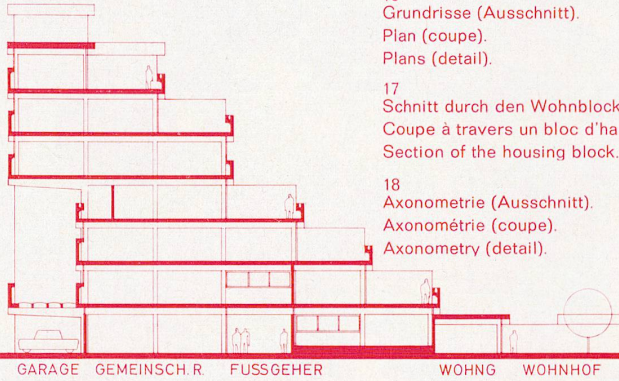 Grundrisse (Ausschnitt).
Plan (coupe).
Plans (detail).
17
Schnitt durch den Wohnblock
Coupe à travers un bloc d'ha
Section of the housing block.
18
Axonometrie (Ausschnitt).
Axonométrie (coupe).
Axonometry (detail).
GARAGE GEMEINSCH. R. FUSSGEHER WOHNG WOHNHOF